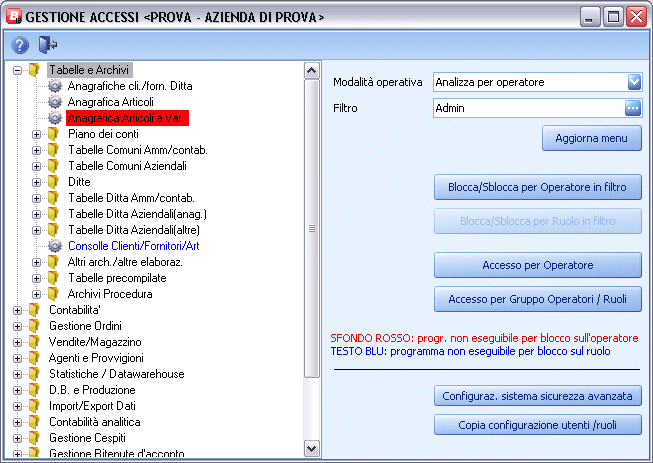 GESTIONE ACCESSI <PROVA - AZIENDA DI PROVA>
Tabelle e Archivi
Anagrafiche cli./forn. Ditta
Anagrafica Articoli
Anagrafica Articoli a Var.
Piano dei conti
Tabelle Comuni Amm/contab.
Tabelle Comuni Aziendali
Ditte
Tabelle Ditta Amm/contab.
Tabelle Ditta Aziendali(anag.)
Tabelle Ditta Aziendali(altre)
Consolle Clienti/Fornitori/Art
Altri arch./altre elaboraz.
Tabelle precompilate
Archivi Procedura
Contabilita'
Gestione Ordini
Vendite/Magazzino
Agenti e Provvigioni
Statistiche / Datawarehouse
D.B. e Produzione
Import/Export Dati
Contabilità analitica
Gestione Cespiti
Gestione Ritenute d'acconto
Modalità operativa
Analizza per operatore
Filtro
Admin
Aggiorna menu
Blocca/Sblocca per Operatore in filtro
Blocca/Sblocca per Ruolo in filtro
Accesso per Operatore
Accesso per Gruppo Operatori / Ruoli
SFONDO ROSSO: progr. non eseguibile per blocco sull'operatore
TESTO BLU: programma non eseguibile per blocco sul ruolo
Configuraz. sistema sicurezza avanzata
Copia configurazione utenti /ruoli